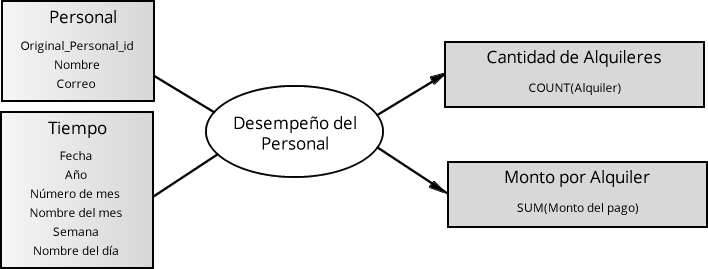 Personal
Original_Personal_id
Nombre
Correo
Tiempo
Fecha
Año
Número de mes
Nombre del mes
Semana
Nombre del día
Desempeño del
Personal
Cantidad de Alquileres
COUNT(Alquiler)
Monto por Alquiler
SUM(Monto del pago)